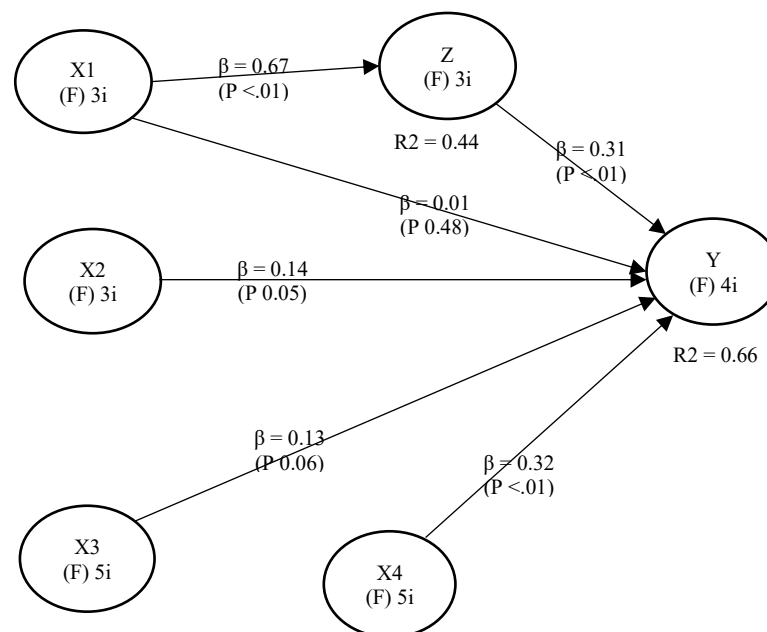 X1
(F) 3i
β = 0.67
(P <.01)
Z
(F) 3i
R2 = 0.44
β = 0.31
(P <.01)
β = 0.01
(P 0.48)
X2
(F) 3i
β = 0.14
(P 0.05)
Y
(F) 4i
R2 = 0.66
β = 0.13
(P 0.06)
β = 0.32
(P <.01)
X3
(F) 5i
X4
(F) 5i